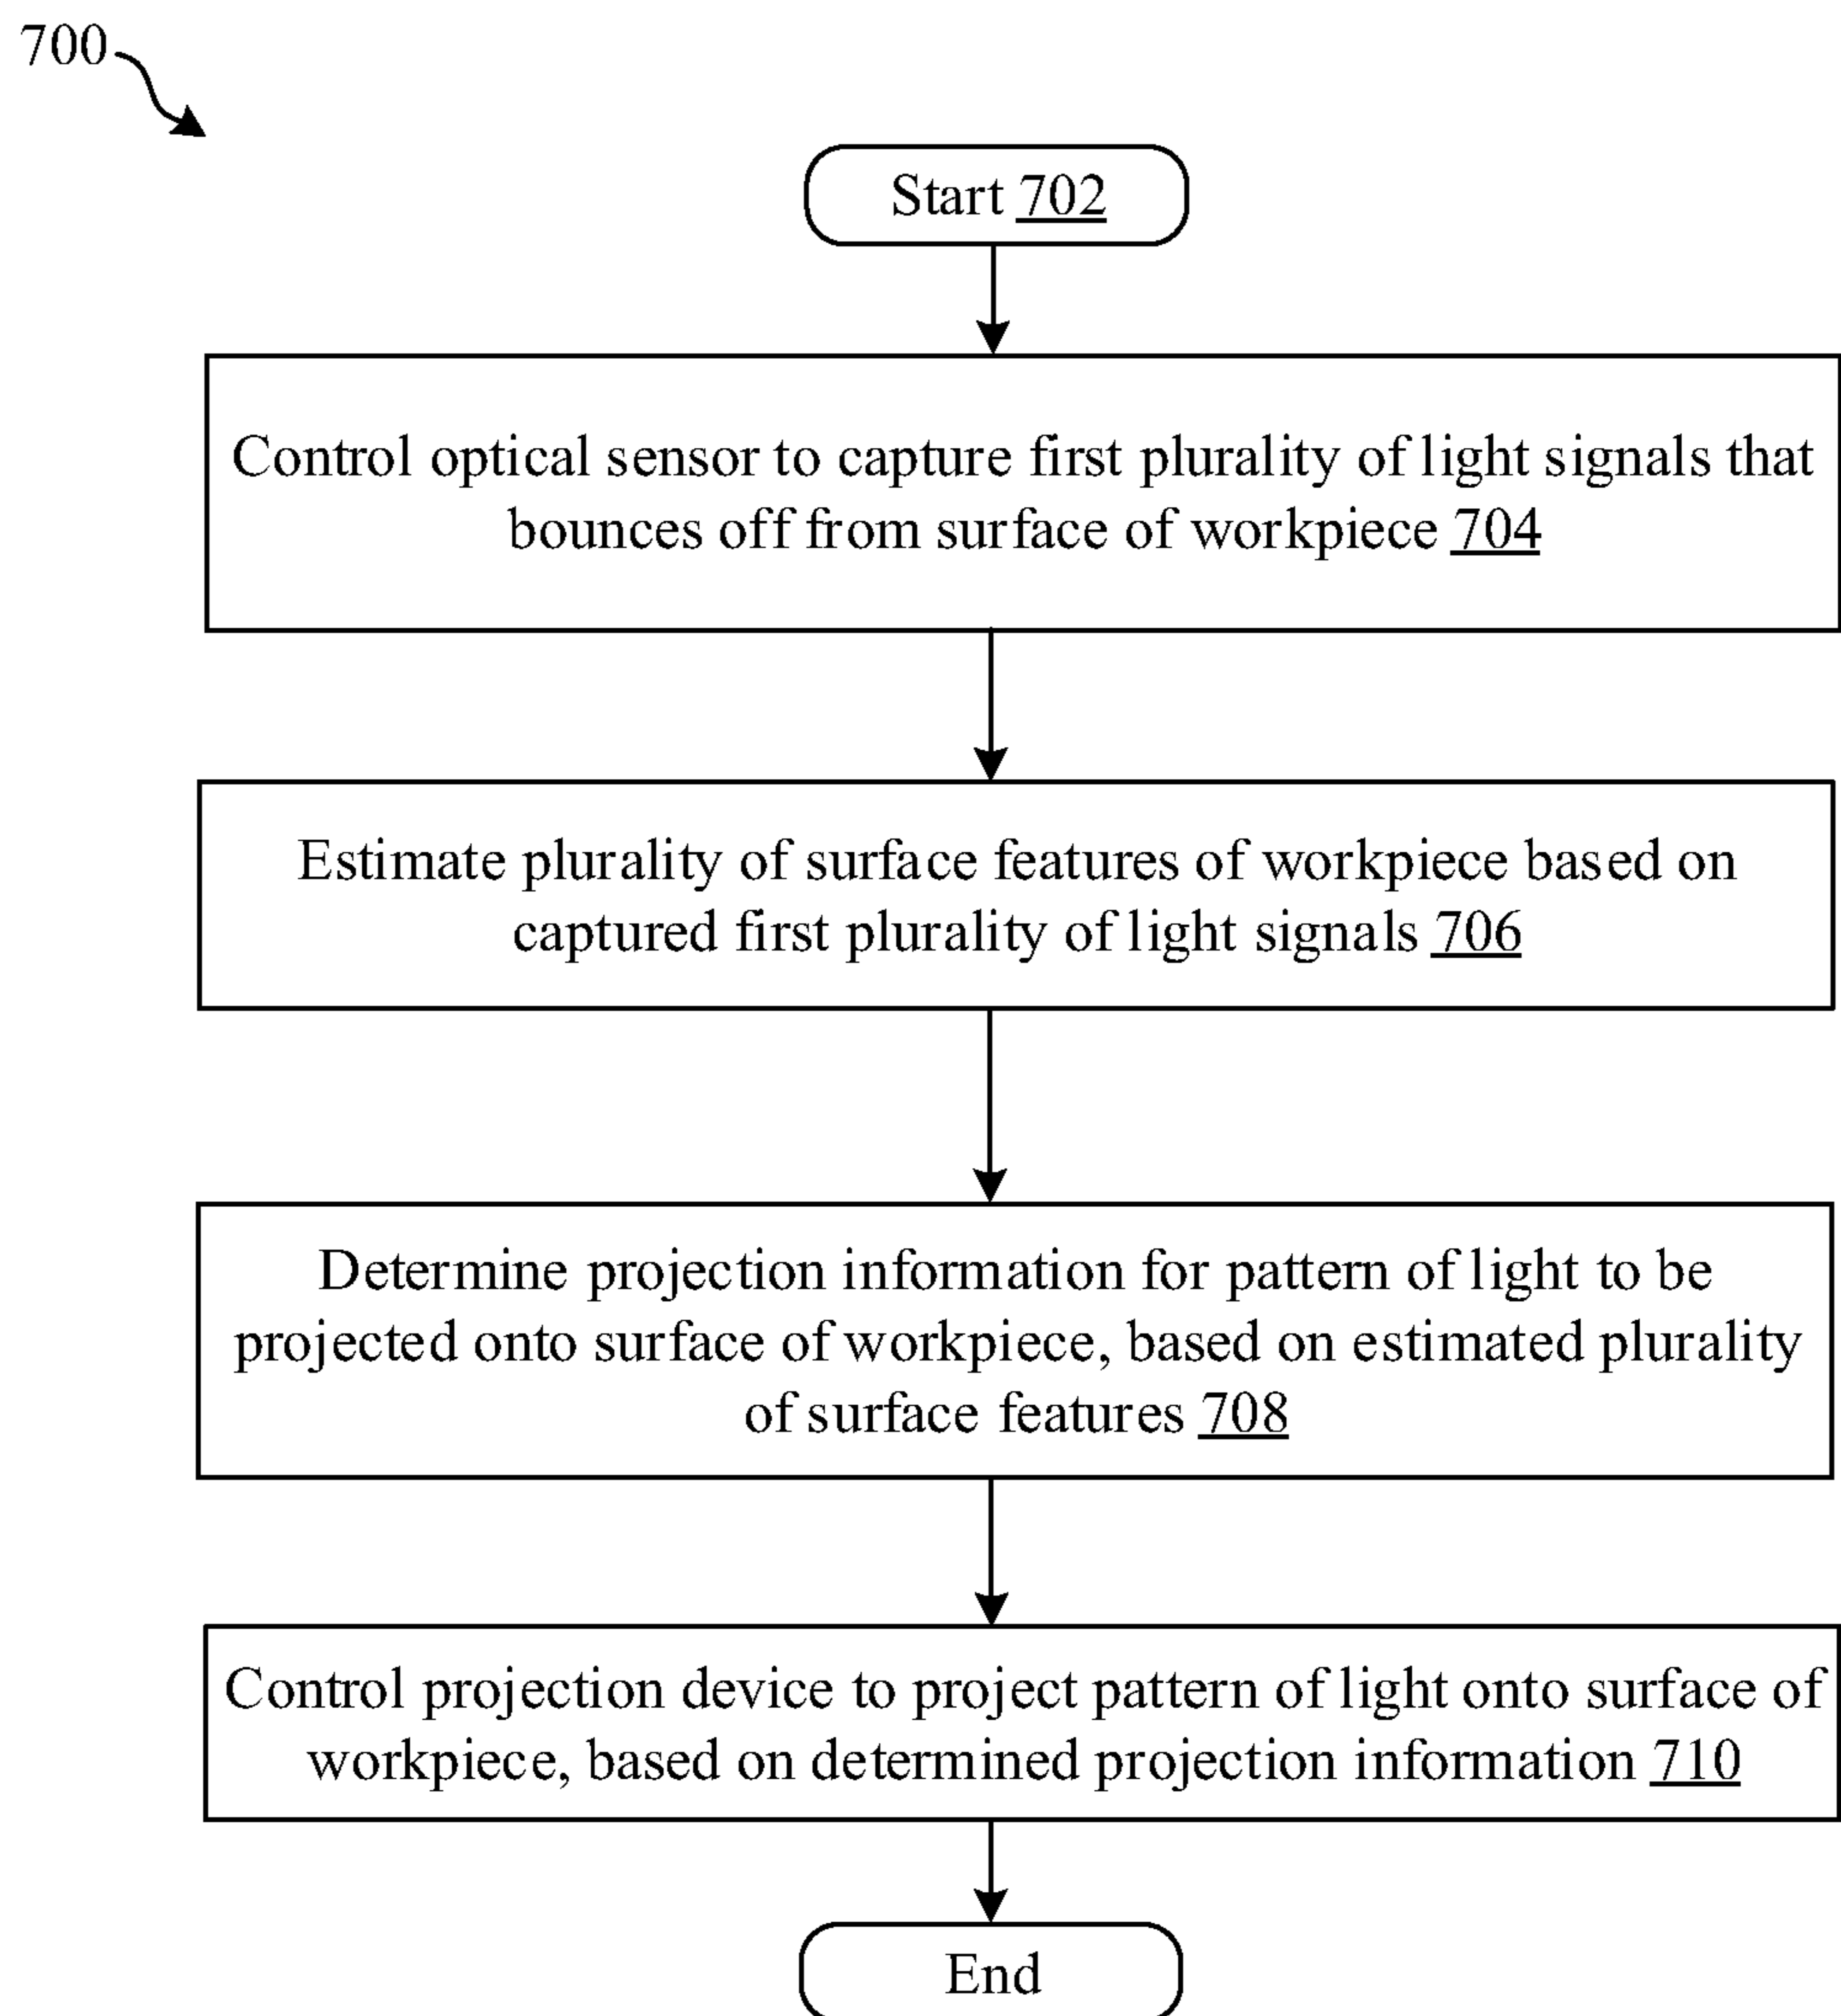 700
Start 702
Control optical sensor to capture first plurality of light signals that
bounces off from surface of workpiece 704
Estimate plurality of surface features of workpiece based on
captured first plurality of light signals 706
Determine projection information for pattern of light to be
projected onto surface of workpiece, based on estimated plurality
of surface features 708
Control projection device to project pattern of light onto surface of
workpiece, based on determined projection information 710
End